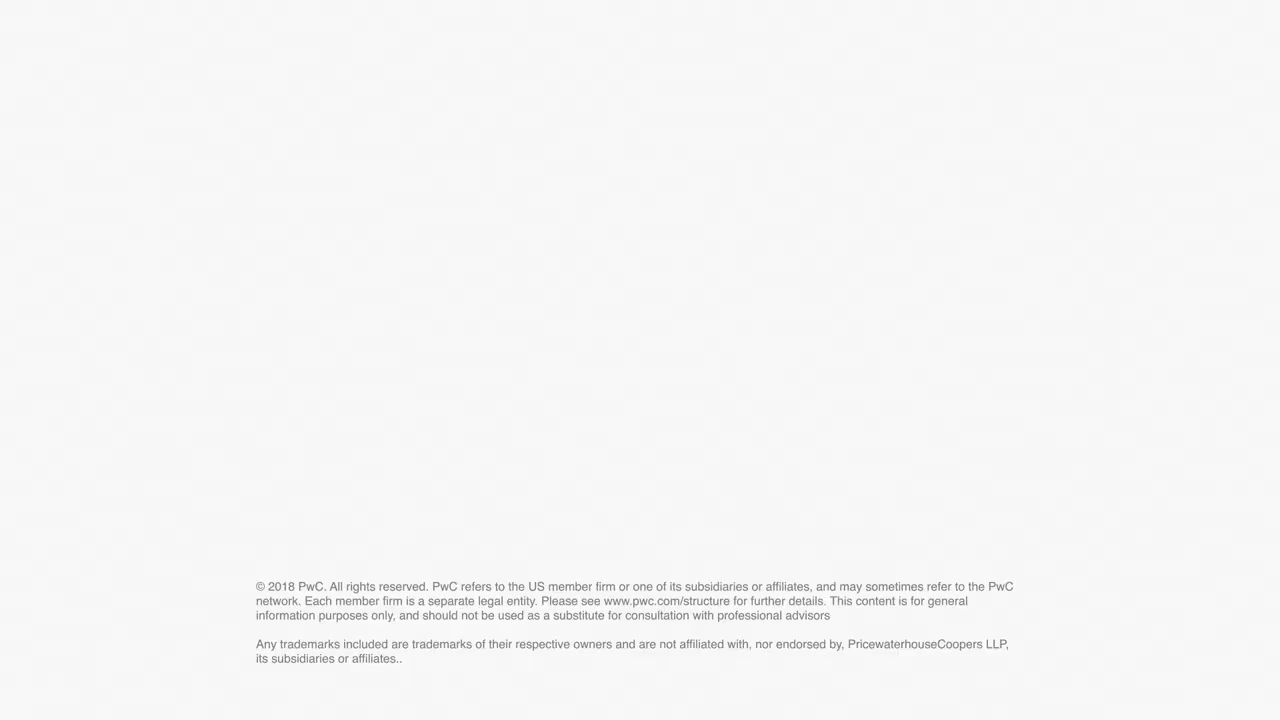 © 2018 PwC. All rights reserved. PwC refers to the US member firm or one of its subsidiaries or affiliates, and may sometimes refer to the PwC
network. Each member firm is a separate legal entity. Please see www.pwc.com/structure for further details. This content is for general
information purposes only, and should not be used as a substitute for consultation with professional advisors
Any trademarks included are trademarks of their respective owners and are not affiliated with, nor endorsed by, PricewaterhouseCoopers LLP,
its subsidiaries or affiliates..